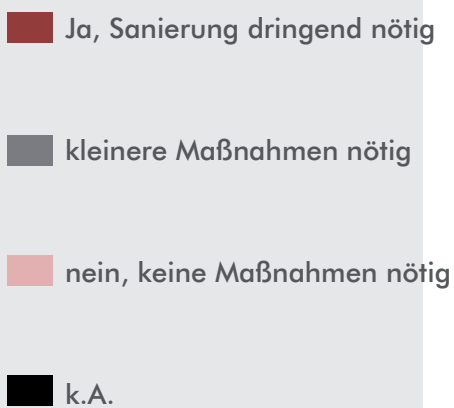 Ja, Sanierung dringend nötig
kleinere Maßnahmen nötig
nein, keine Maßnahmen nötig
k.A.